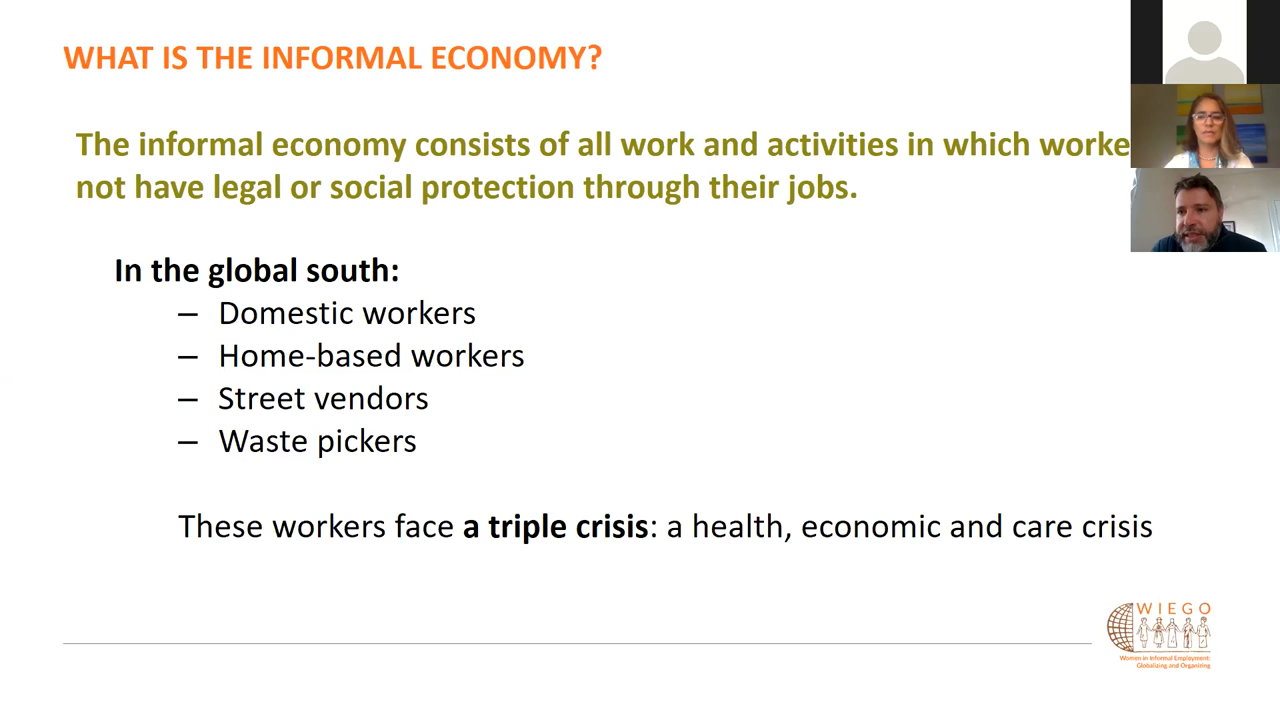 WHAT IS THE INFORMAL ECONOMY?
The informal economy consists of all work and activities in which worke
not have legal or social protection through their jobs.
In the global south:
– Domestic workers
– Home-based workers
– Street vendors
– Waste pickers
These workers face a triple crisis: a health, economic and care crisis
WIEGO
Women in Informal Employment:
Globalizing and Organizing